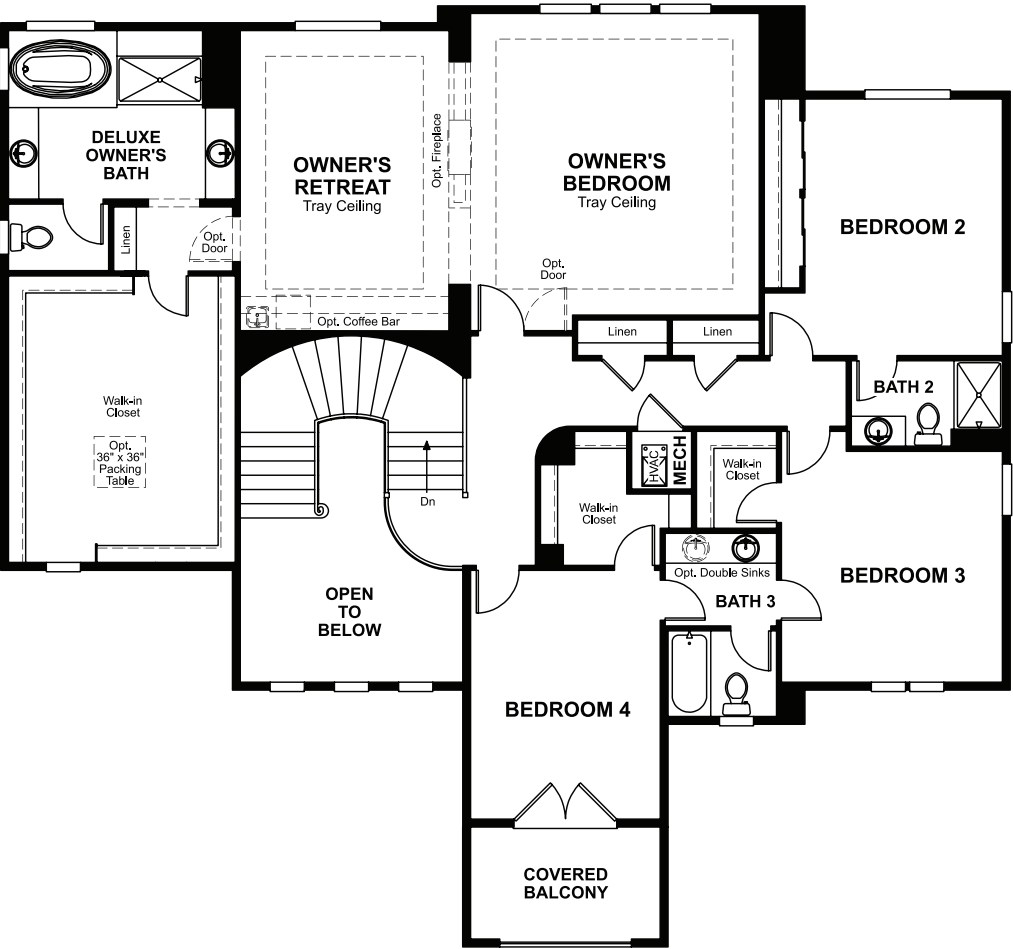 DELUXE
OWNER'S
BATH
OWNER'S
RETREAT
Tray Ceiling
Opt. Fireplace
OWNER'S
BEDROOM
Tray Ceiling
BEDROOM 2
Linen
Opt.
Door
Opt.
Door
Opt. Coffee Bar
Linen
Linen
Walk-in
Closet
Opt.
36" x 36"
Packing
Table
BATH 2
HVAC
MECH
Walk-in
Closet
Dn
Walk-in
Closet
Opt. Double Sinks
BATH 3
BEDROOM 3
OPEN
TO
BELOW
BEDROOM 4
COVERED
BALCONY